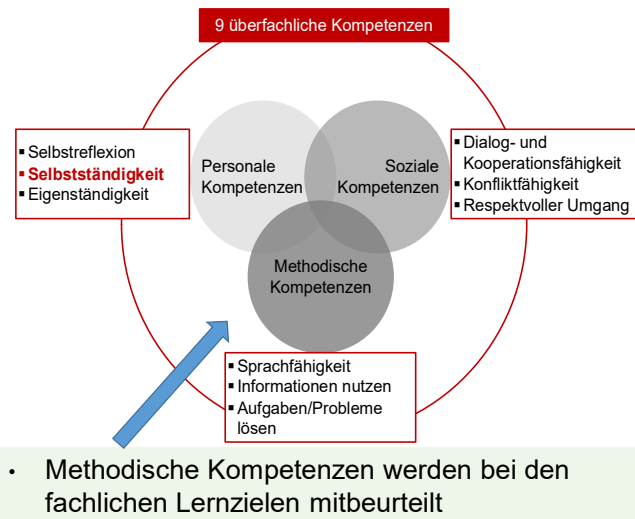 9 überfachliche Kompetenzen
▪ Selbstreflexion
▪ Selbstständigkeit
▪ Eigenständigkeit
Personale
Kompetenzen
Soziale
Kompetenzen
▪ Dialog- und
Kooperationsfähigkeit
▪ Konfliktfähigkeit
▪ Respektvoller Umgang
Methodische
Kompetenzen
▪ Sprachfähigkeit
▪ Informationen nutzen
▪ Aufgaben/Probleme
lösen
• Methodische Kompetenzen werden bei den
fachlichen Lernzielen mitbeurteilt